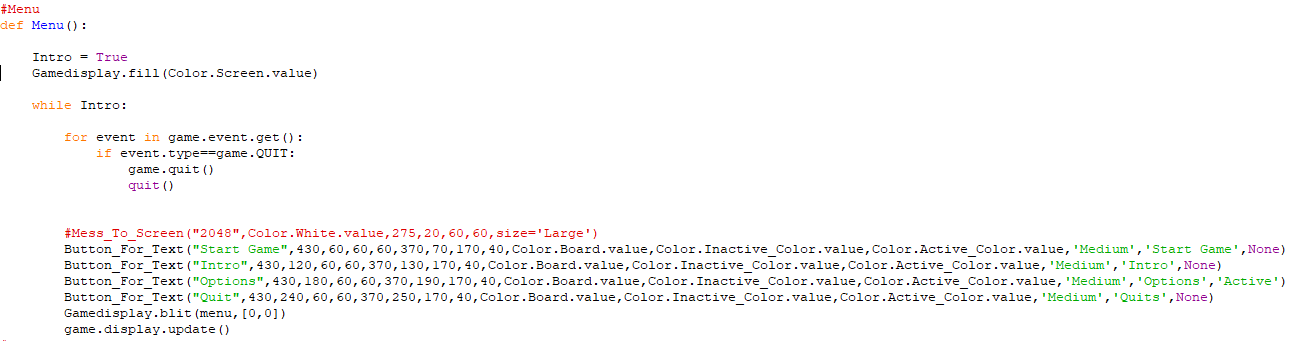 #Menu
def Menu():
    Intro = True
    Gamedisplay.fill(Color.Screen.value)
    while Intro:
        for event in game.event.get():
            if event.type==game.QUIT:
                game.quit()
                quit()
        #Mess_To_Screen("2048",Color.White.value,275,20,60,60,size='Large')
        Button_For_Text("Start Game",430,60,60,60,370,70,170,40,Color.Board.value,Color.Inactive_Color.value,Color.Active_Color.value,'Medium','Start Game',None)
        Button_For_Text("Intro",430,120,60,60,370,130,170,40,Color.Board.value,Color.Inactive_Color.value,Color.Active_Color.value,'Medium','Intro',None)
        Button_For_Text("Options",430,180,60,60,370,190,170,40,Color.Board.value,Color.Inactive_Color.value,Color.Active_Color.value,'Medium','Options','Active')
        Button_For_Text("Quit",430,240,60,60,370,250,170,40,Color.Board.value,Color.Inactive_Color.value,Color.Active_Color.value,'Medium','Quits',None)
        Gamedisplay.blit(menu,[0,0])
        game.display.update()